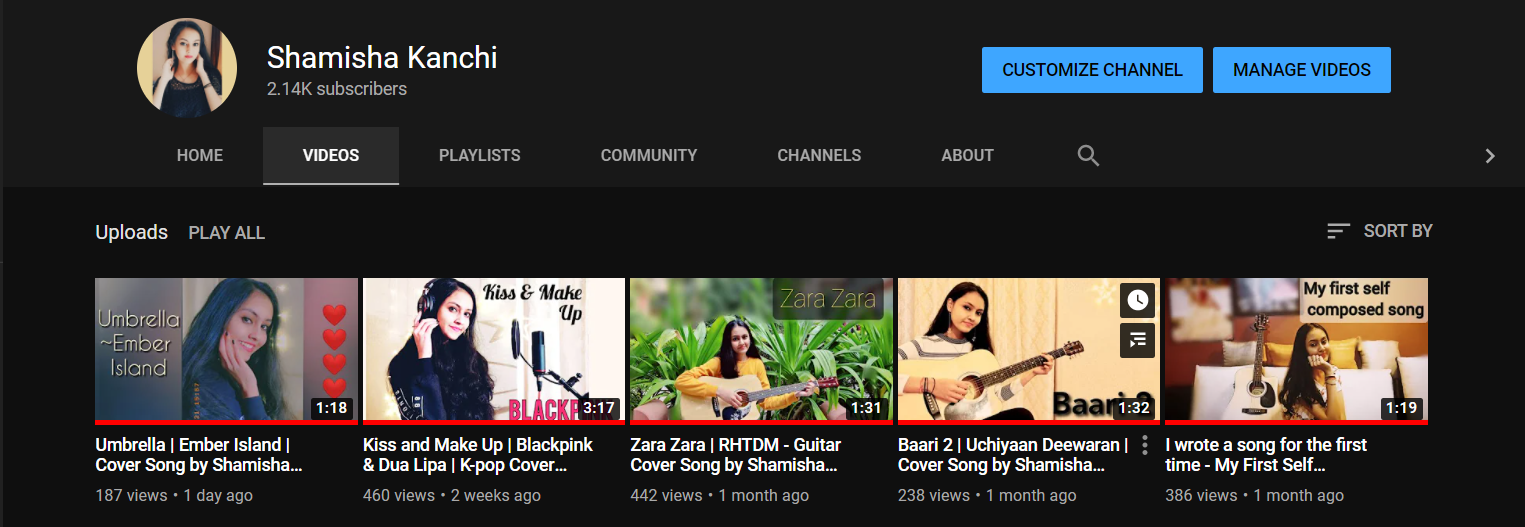 Shamisha Kanchi
2.14K subscribers
CUSTOMIZE CHANNEL
MANAGE VIDEOS
HOME
VIDEOS
PLAYLISTS
COMMUNITY
CHANNELS
ABOUT
Uploads
PLAY ALL
SORT BY
Umbrella
~Ember
Island
1:18
Umbrella | Ember Island |
Cover Song by Shamisha...
187 views • 1 day ago
Kiss & Make
Up
BLACKP
3:17
Kiss and Make Up | Blackpink
& Dua Lipa | K-pop Cover...
460 views • 2 weeks ago
Zara Zara
1:31
Zara Zara | RHTDM - Guitar
Cover Song by Shamisha...
442 views • 1 month ago
Baari 2
1:32
Baari 2 | Uchiyaan Deewaran |
Cover Song by Shamisha...
238 views • 1 month ago
My first self
composed song
1:19
I wrote a song for the first
time - My First Self...
386 views • 1 month ago